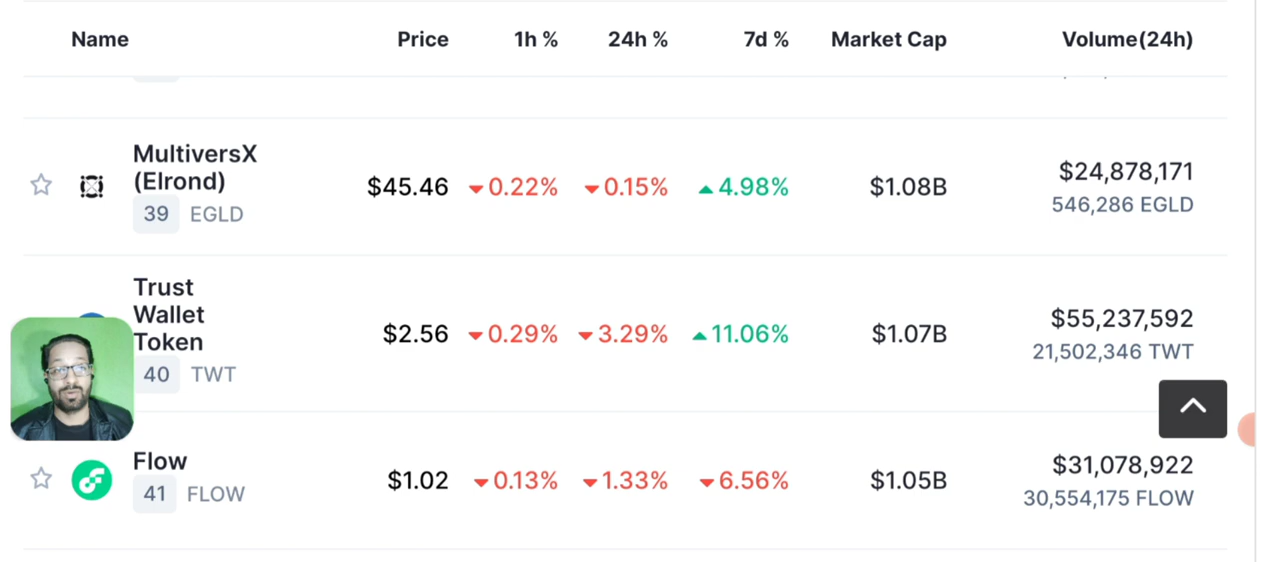 Name Price 1h % 24h % 7d % Market Cap Volume(24h)
MultiversX
(Elrond)
39 EGLD
$45.46 0.22% 0.15% 4.98% $1.08B $24,878,171
546,286 EGLD
Trust
Wallet
Token
40 TWT
$2.56 0.29% 3.29% 11.06% $1.07B $55,237,592
21,502,346 TWT
Flow
41 FLOW
$1.02 0.13% 1.33% 6.56% $1.05B $31,078,922
30,554,175 FLOW